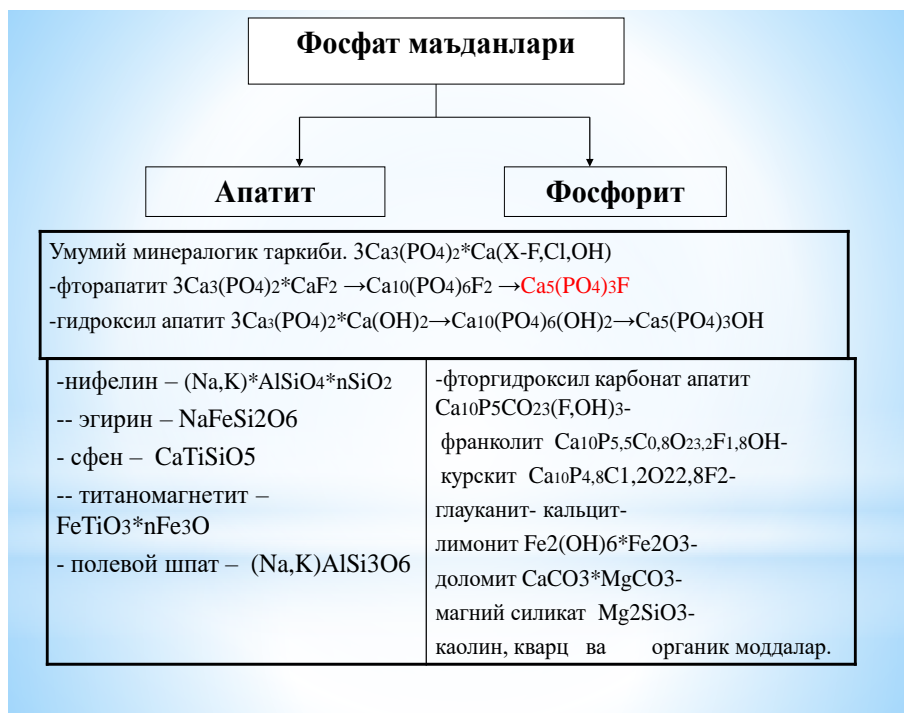 Фосфат маъданлари
Апатит
Фосфорит
Умумий минералогик таркиби. 3Ca3(PO4)2*Ca(X-F,Cl,OH)
-фторапатит 3Ca3(PO4)2*CaF2 →Ca10(PO4)6F2 →Ca5(PO4)3F
-гидроксил апатит 3Ca3(PO4)2*Ca(OH)2→Ca10(PO4)6(OH)2→Ca5(PO4)3OH
-нифелин – (Na,K)*AlSiO4*nSiO2
-- эгирин – NaFeSi2O6
- сфен – CaTiSiO5
-- титаномагнетит –
FeTiO3*nFe3O
- полевой шпат – (Na,K)AlSi3O6
-фторгидроксил карбонат апатит
Ca10P5CO23(F,OH)3-
франколит Ca10P5,5C0,8O23,2F1,8OH-
курскит Ca10P4,8C1,2O22,8F2-
глауканит- кальцит-
лимонит Fe2(OH)6*Fe2O3-
доломит CaCO3*MgCO3-
магний силикат Mg2SiO3-
каолин, кварц ва органик моддалар.